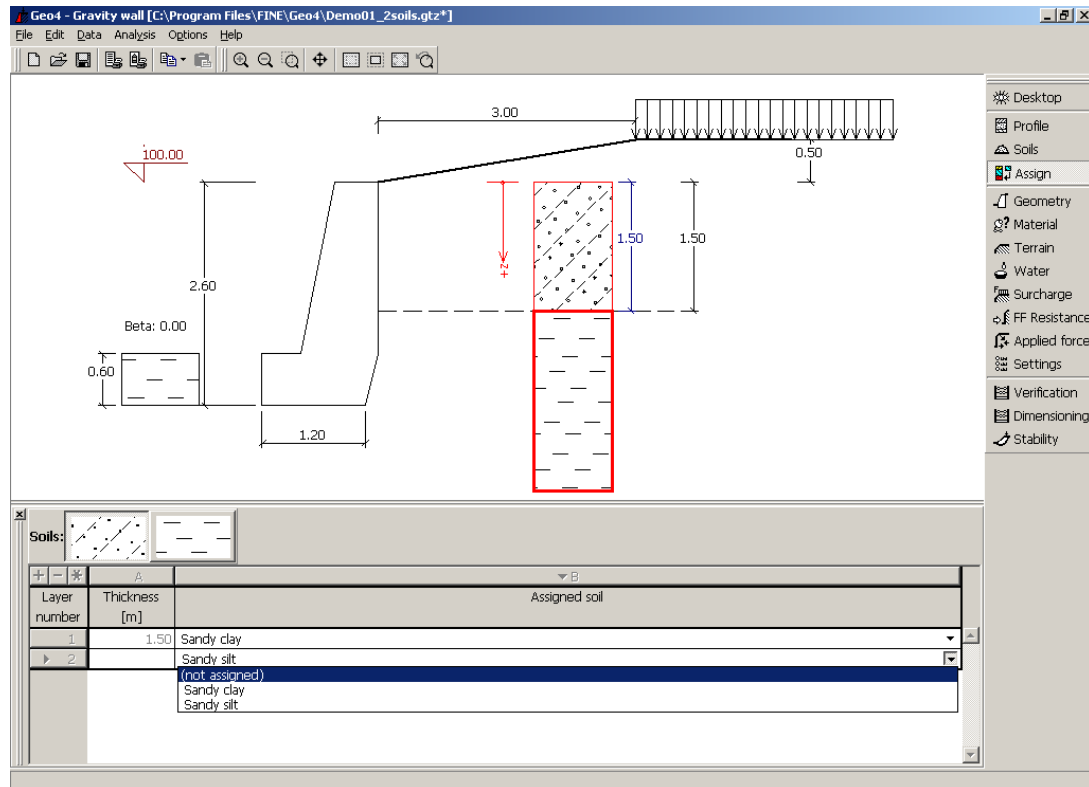 Geo4 - Gravity wall [C:\Program Files\FINE\Geo4\Demo01_2soils.gtz*]
File Edit Data Analysis Options Help
3.00
100.00
0.50
+z
1.50
1.50
2.60
Beta: 0.00
0.60
1.20
Desktop
Profile
Soils
Assign
Geometry
Material
Terrain
Water
Surcharge
FF Resistance
Applied force
Settings
Verification
Dimensioning
Stability
Soils:
A B
Layer number Thickness [m] Assigned soil
1 1.50 Sandy clay
2 Sandy silt
(not assigned)
Sandy clay
Sandy silt